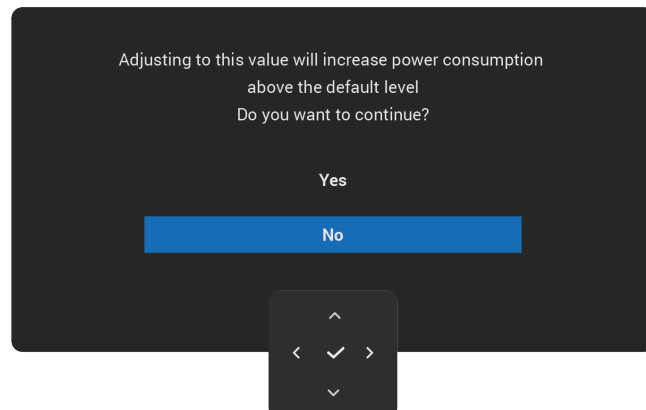 Adjusting to this value will increase power consumption
above the default level
Do you want to continue?
Yes
No